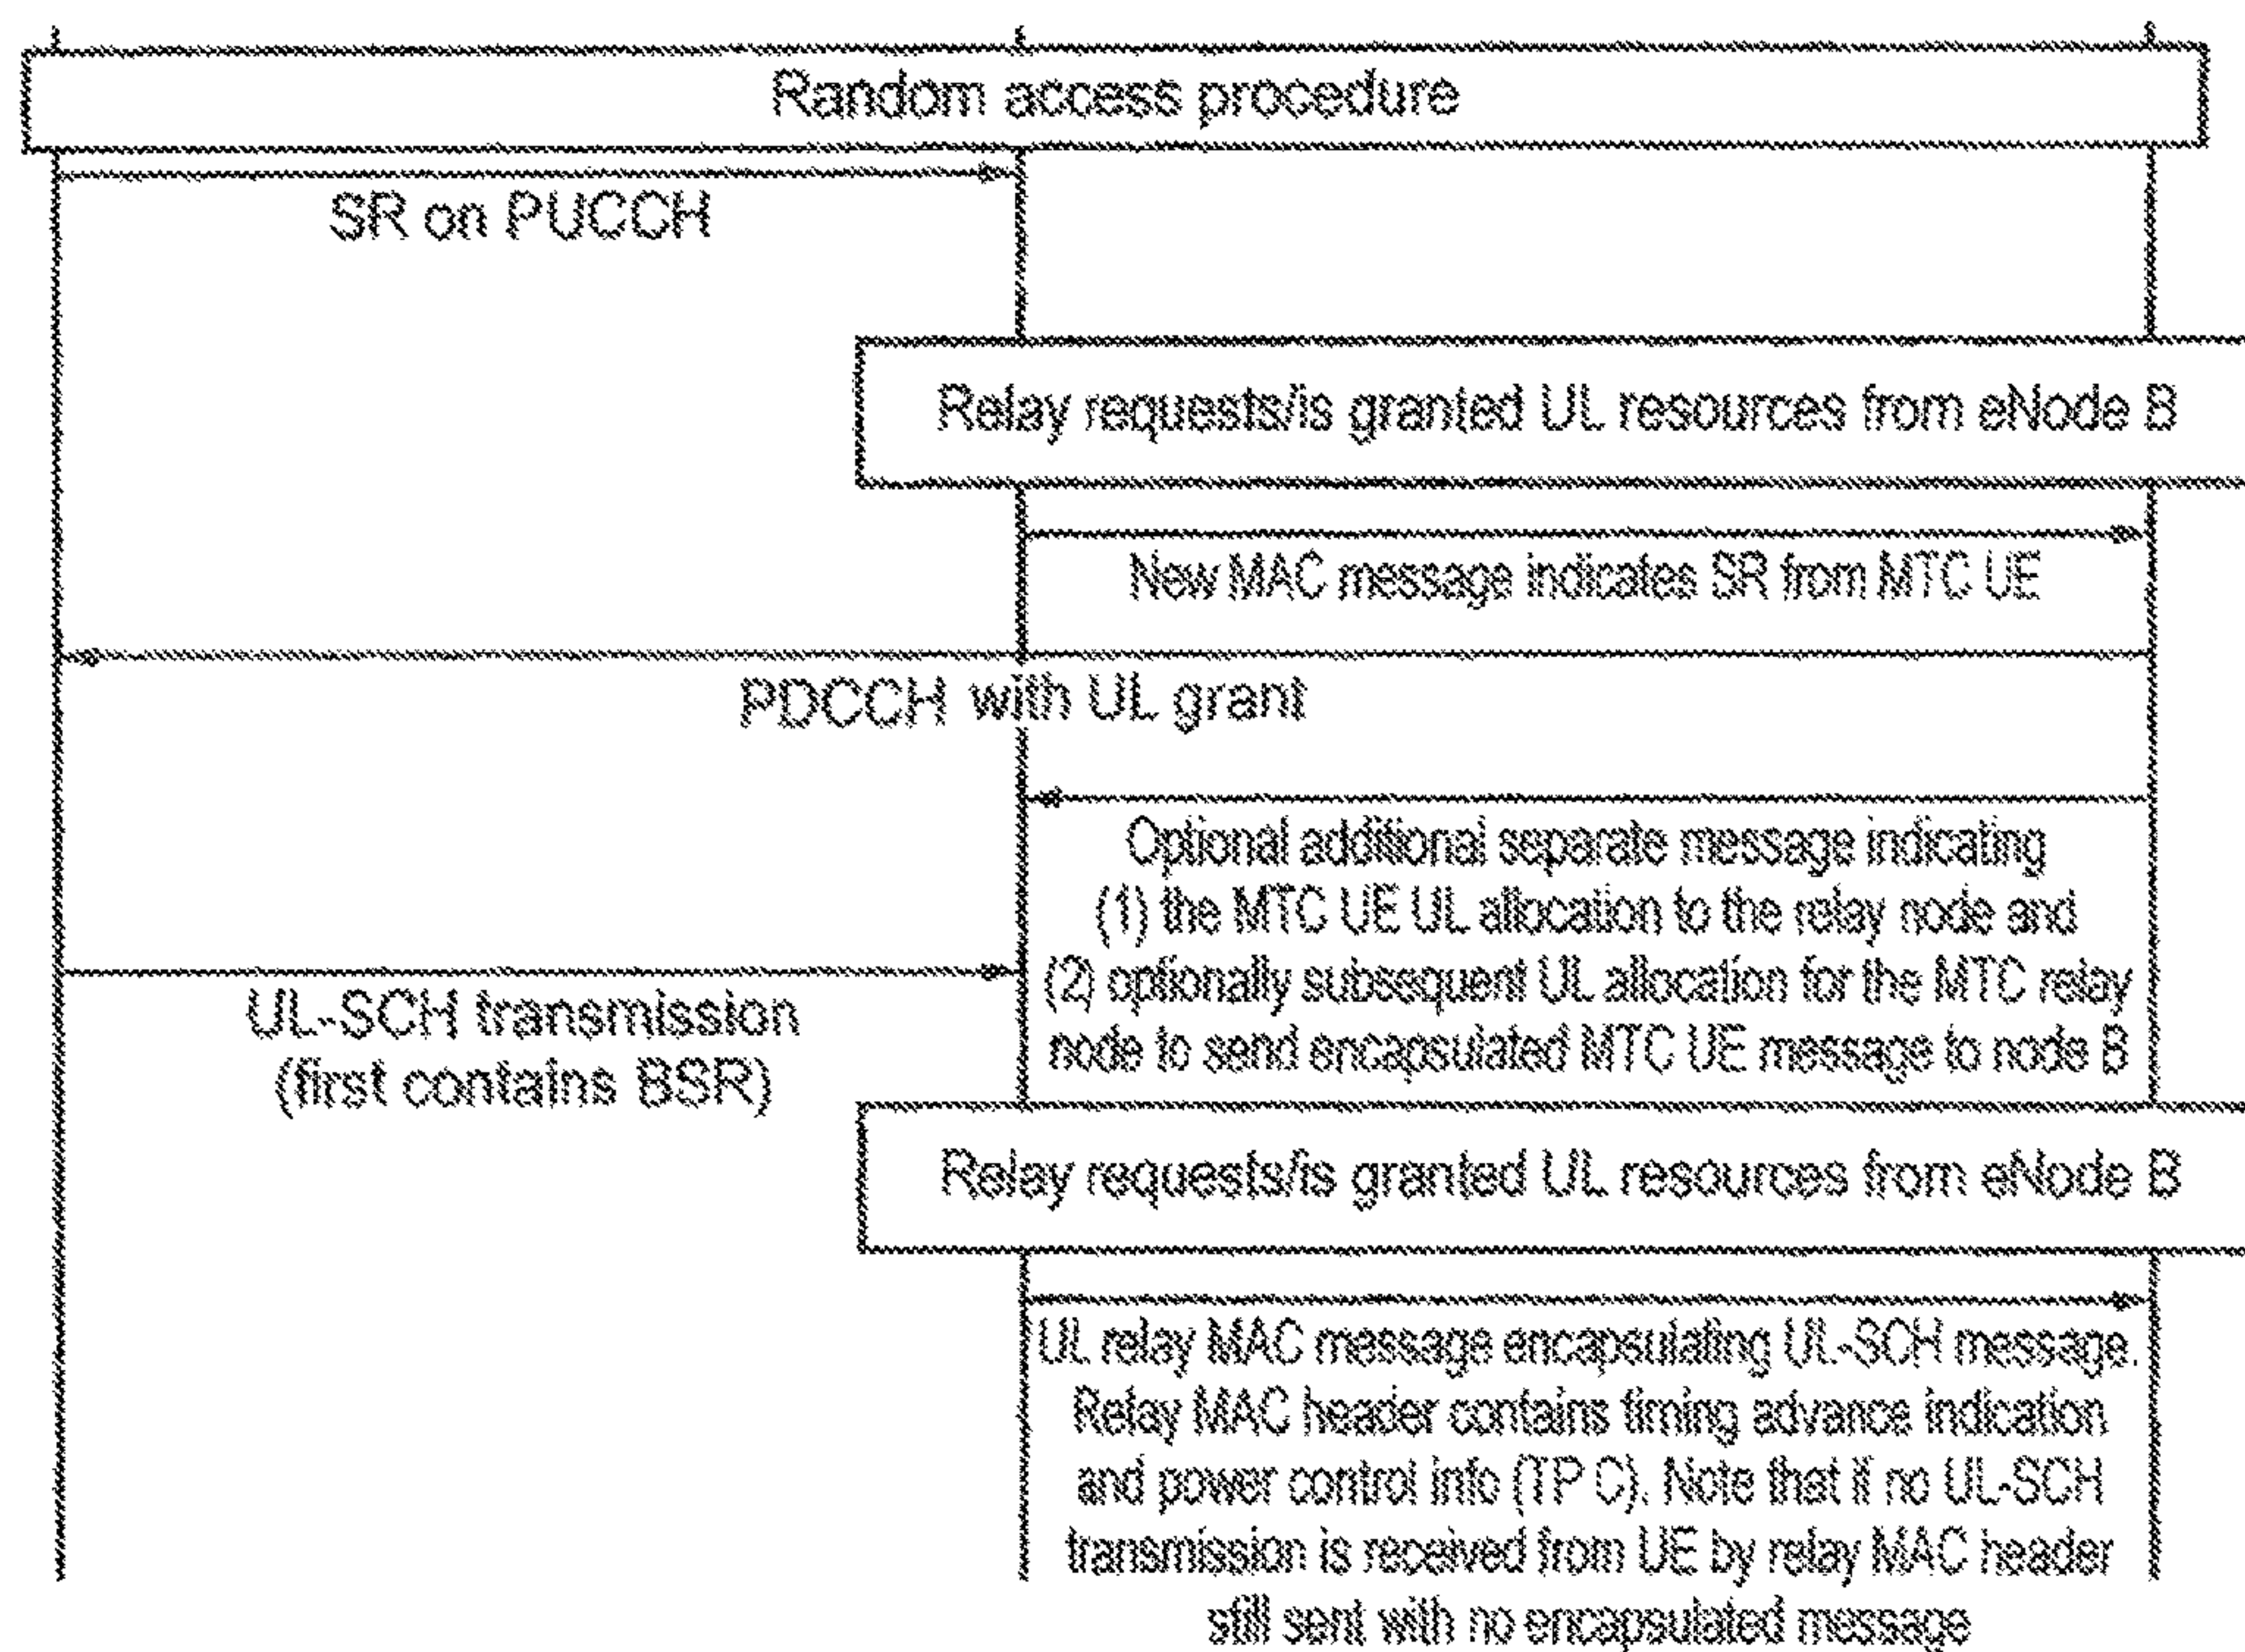 Random access procedure
SR on PUCCH
Relay requests/is granted UL resources from eNode B
New MAC message indicates SR from MTC UE
PDCCH with UL grant
Optional additional separate message indicating
(1) the MTC UE UL allocation to the relay node and
(2) optionally subsequent UL allocation for the MTC relay
node to send encapsulated MTC UE message to node B
UL-SCH transmission
(first contains BSR)
Relay requests/is granted UL resources from eNode B
UL relay MAC message encapsulating UL-SCH message.
Relay MAC header contains timing advance indication
and power control info (TP C). Note that if no UL-SCH
transmission is received from UE by relay MAC header
still sent with no encapsulated message